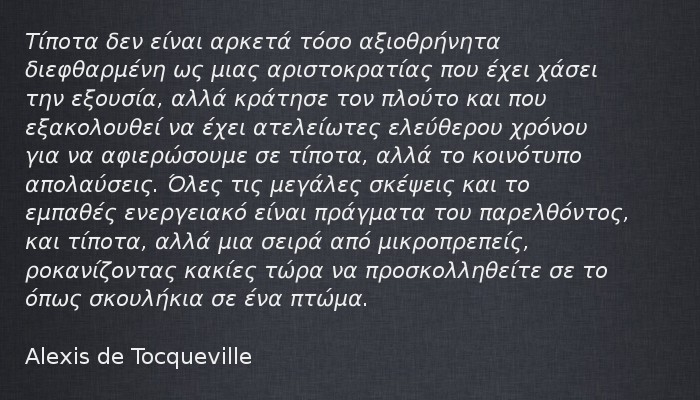 Τίποτα δεν είναι αρκετά τόσο αξιοθρήνητα
διεφθαρμένη ως μιας αριστοκρατίας που έχει χάσει
την εξουσία, αλλά κράτησε τον πλούτο και που
εξακολουθεί να έχει ατελείωτες ελεύθερου χρόνου
για να αφιερώσουμε σε τίποτα, αλλά το κοινότυπο
απολαύσεις. Όλες τις μεγάλες σκέψεις και το
εμπαθές ενεργειακό είναι πράγματα του παρελθόντος,
και τίποτα, αλλά μια σειρά από μικροπρεπείς,
ροκανίζοντας κακίες τώρα να προσκολληθείτε σε το
όπως σκουλήκια σε ένα πτώμα.
Alexis de Tocqueville